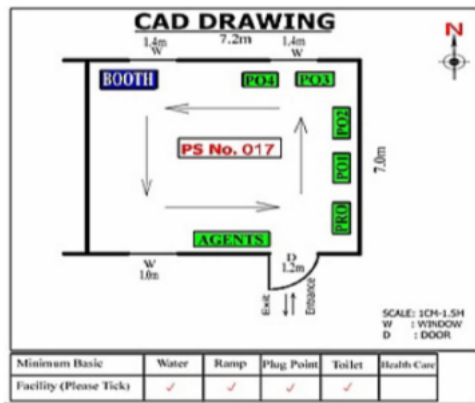 CAD DRAWING
7.2m
N
1.4m
W
1.4m
W
BOOTH
PO4
PO3
PO2
PS No. 017
PO1
7.0m
PRO
AGENTS
W
1.0m
D
1.2m
Exit
Entrance
SCALE: 1CM-1.5H
W : WINDOW
D : DOOR
Minimum Basic Water Ramp Plug Point Toilet Health Care
Facility (Please Tick) ✓ ✓ ✓ ✓